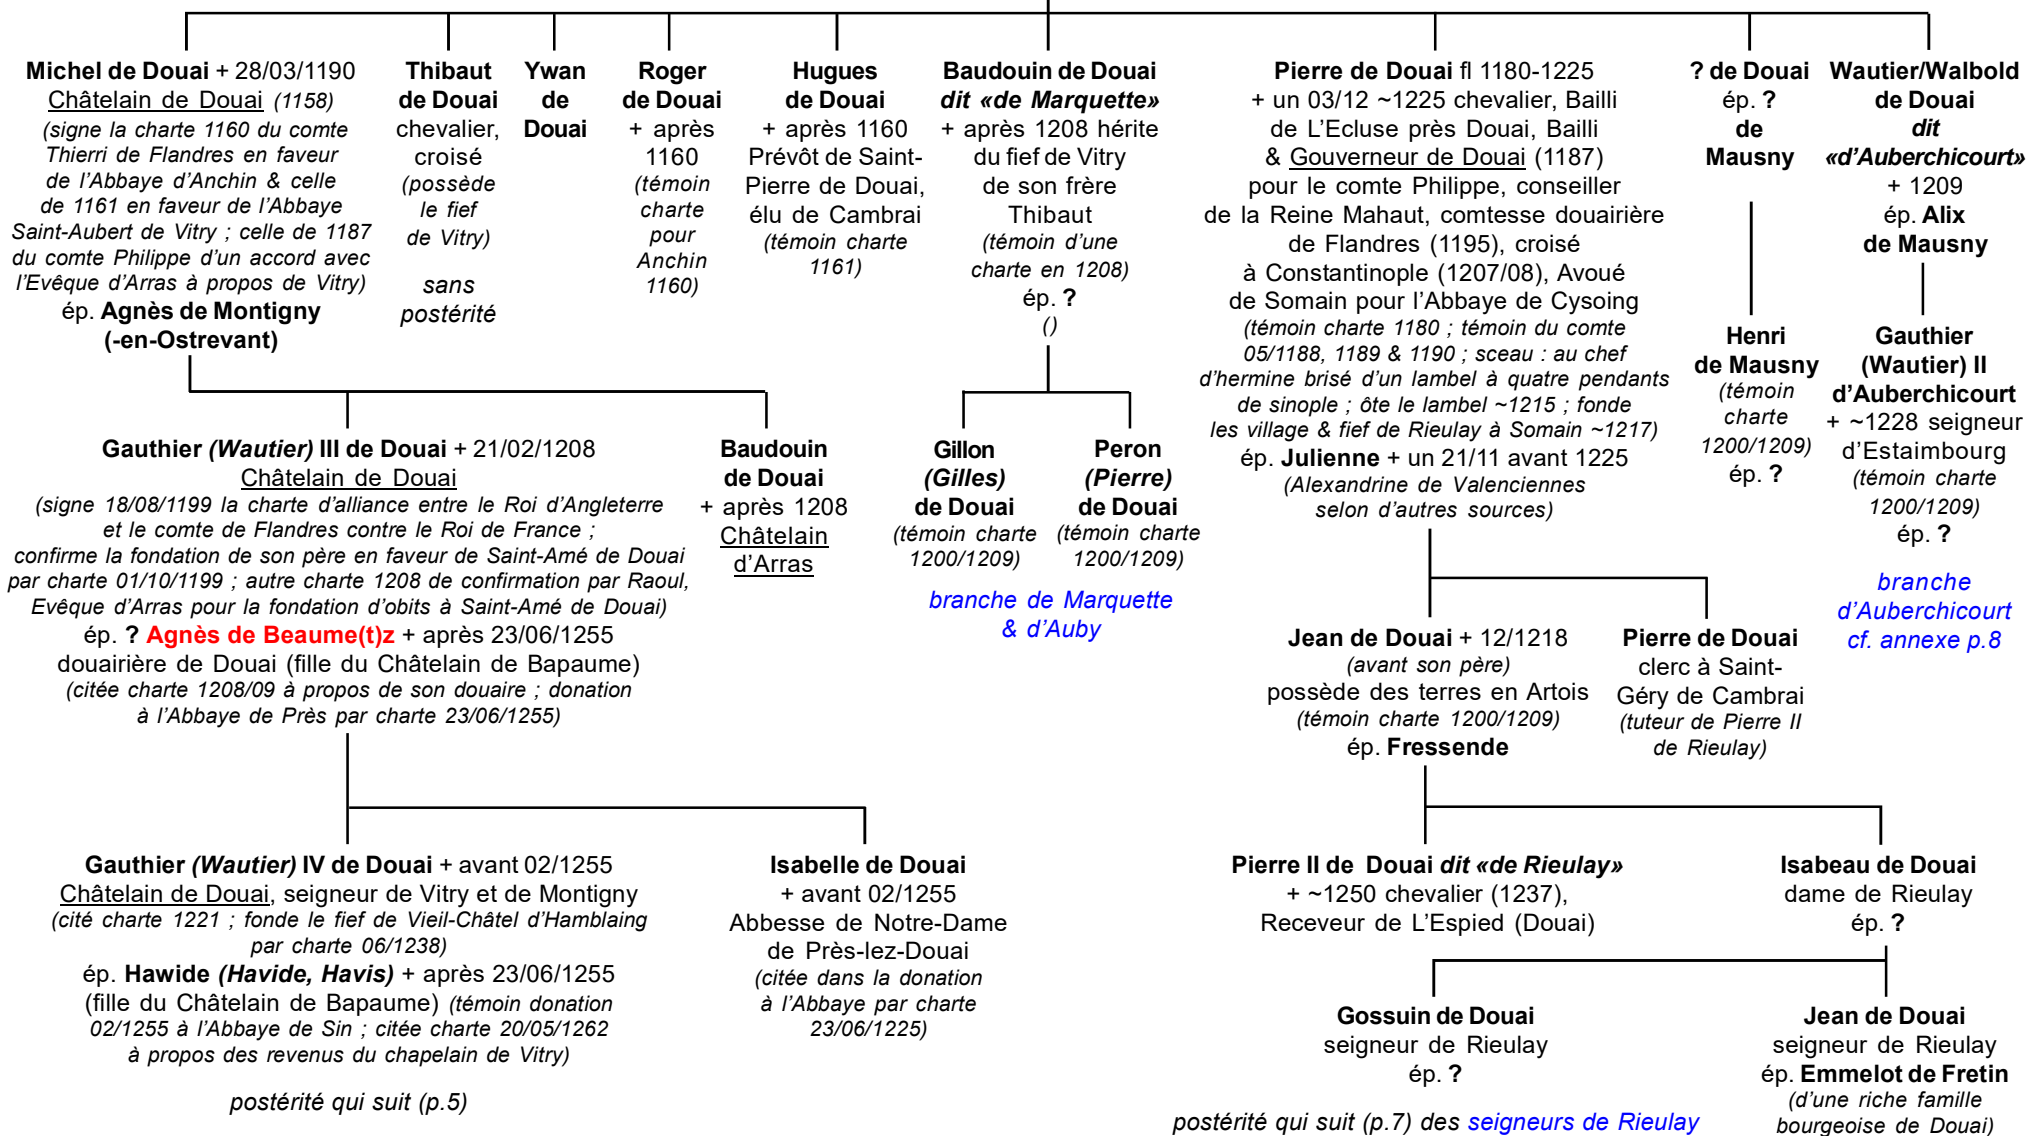 Michel de Douai + 28/03/1190
Châtelain de Douai (1158)
(signe la charte 1160 du comte
Thierri de Flandres en faveur
de l'Abbaye d'Anchin & celle
de 1161 en faveur de l'Abbaye
Saint-Aubert de Vitry ; celle de 1187
du comte Philippe d'un accord avec
l'Evêque d'Arras à propos de Vitry)
ép. Agnès de Montigny
(-en-Ostrevant)
Thibaut
de Douai
chevalier,
croisé
(possède
le fief
de Vitry)
sans
postérité
Ywan
de
Douai
Roger
de Douai
+ après
1160
(témoin
charte
pour
Anchin
1160)
Hugues
de Douai
+ après 1160
Prévôt de Saint-
Pierre de Douai,
élu de Cambrai
(témoin charte
1161)
Baudouin de Douai
dit «de Marquette»
+ après 1208 hérite
du fief de Vitry
de son frère
Thibaut
(témoin d'une
charte en 1208)
ép. ?
()
Pierre de Douai fl 1180-1225
+ un 03/12 ~1225 chevalier, Bailli
de L'Ecluse près Douai, Bailli
& Gouverneur de Douai (1187)
pour le comte Philippe, conseiller
de la Reine Mahaut, comtesse douairière
de Flandres (1195), croisé
à Constantinople (1207/08), Avoué
de Somain pour l'Abbaye de Cysoing
(témoin charte 1180 ; témoin du comte
05/1188, 1189 & 1190 ; sceau : au chef
d'hermine brisé d'un lambel à quatre pendants
de sinople ; ôte le lambel ~1215 ; fonde
les village & fief de Rieulay à Somain ~1217)
ép. Julienne + un 21/11 avant 1225
(Alexandrine de Valenciennes
selon d'autres sources)
? de Douai
ép. ?
de
Mausny
Wautier/Walbold
de Douai
dit
«d'Auberchicourt»
+ 1209
ép. Alix
de Mausny
Gauthier (Wautier) III de Douai + 21/02/1208
Châtelain de Douai
(signe 18/08/1199 la charte d'alliance entre le Roi d'Angleterre
et le comte de Flandres contre le Roi de France ;
confirme la fondation de son père en faveur de Saint-Amé de Douai
par charte 01/10/1199 ; autre charte 1208 de confirmation par Raoul,
Evêque d'Arras pour la fondation d'obits à Saint-Amé de Douai)
ép. ? Agnès de Beaume(t)z + après 23/06/1255
douairière de Douai (fille du Châtelain de Bapaume)
(citée charte 1208/09 à propos de son douaire ; donation
à l'Abbaye de Près par charte 23/06/1255)
Baudouin
de Douai
+ après 1208
Châtelain
d'Arras
Gillon
(Gilles)
de Douai
(témoin charte
1200/1209)
Peron
(Pierre)
de Douai
(témoin charte
1200/1209)
branche de Marquette
& d'Auby
Henri
de Mausny
(témoin
charte
1200/1209)
ép. ?
Gauthier
(Wautier) II
d'Auberchicourt
+ ~1228 seigneur
d'Estaimbourg
(témoin charte
1200/1209)
ép. ?
branche
d'Auberchicourt
cf. annexe p.8
Jean de Douai + 12/1218
(avant son père)
possède des terres en Artois
(témoin charte 1200/1209)
ép. Fressende
Pierre de Douai
clerc à Saint-
Géry de Cambrai
(tuteur de Pierre II
de Rieulay)
Gauthier (Wautier) IV de Douai + avant 02/1255
Châtelain de Douai, seigneur de Vitry et de Montigny
(cité charte 1221 ; fonde le fief de Vieil-Châtel d'Hamblaing
par charte 06/1238)
ép. Hawide (Havide, Havis) + après 23/06/1255
(fille du Châtelain de Bapaume) (témoin donation
02/1255 à l'Abbaye de Sin ; citée charte 20/05/1262
à propos des revenus du chapelain de Vitry)
postérité qui suit (p.5)
Isabelle de Douai
+ avant 02/1255
Abbesse de Notre-Dame
de Près-lez-Douai
(citée dans la donation
à l'Abbaye par charte
23/06/1225)
Pierre II de Douai dit «de Rieulay»
+ ~1250 chevalier (1237),
Receveur de L'Espied (Douai)
Isabeau de Douai
dame de Rieulay
ép. ?
Gossuin de Douai
seigneur de Rieulay
ép. ?
Jean de Douai
seigneur de Rieulay
ép. Emmelot de Fretin
(d'une riche famille
bourgeoise de Douai)
postérité qui suit (p.7) des seigneurs de Rieulay